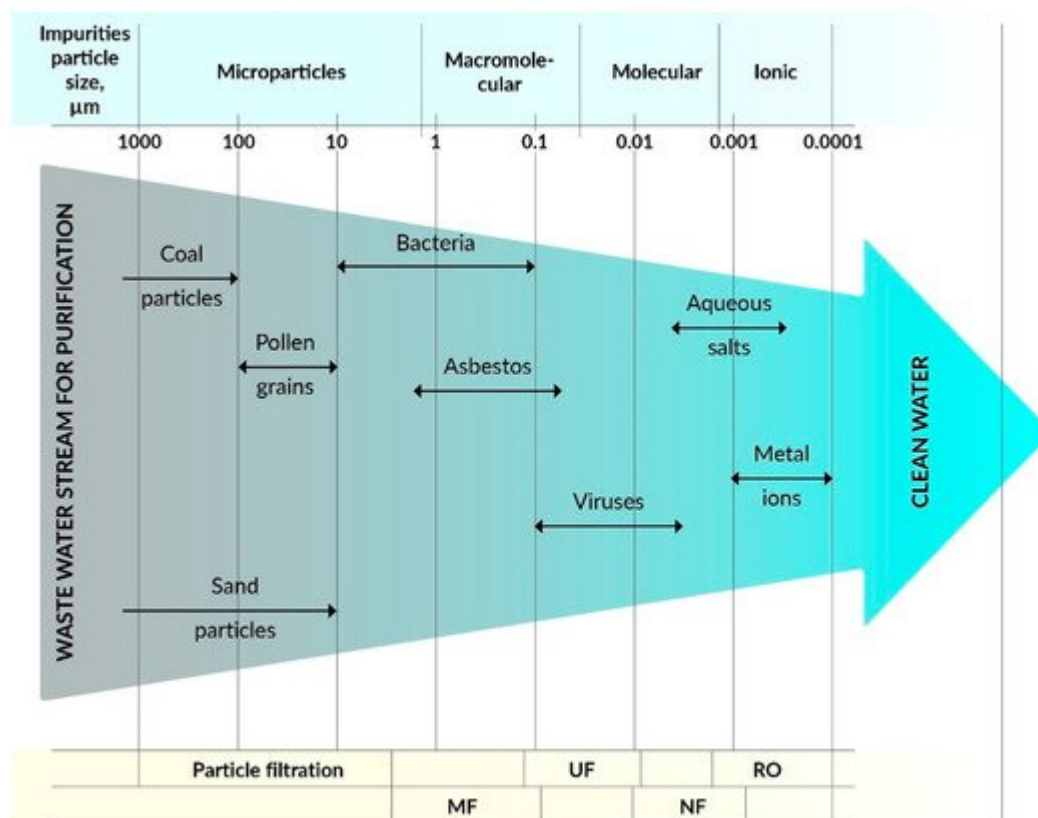 Impurities
particle
size,
µm
Microparticles
Macromole-
cular
Molecular
Ionic
1000
100
10
1
0.1
0.01
0.001
0.0001
WASTE WATER STREAM FOR PURIFICATION
Coal
particles
Bacteria
Aqueous
salts
Pollen
grains
Asbestos
Metal
ions
Viruses
Sand
particles
CLEAN WATER
Particle filtration
UF
RO
MF
NF